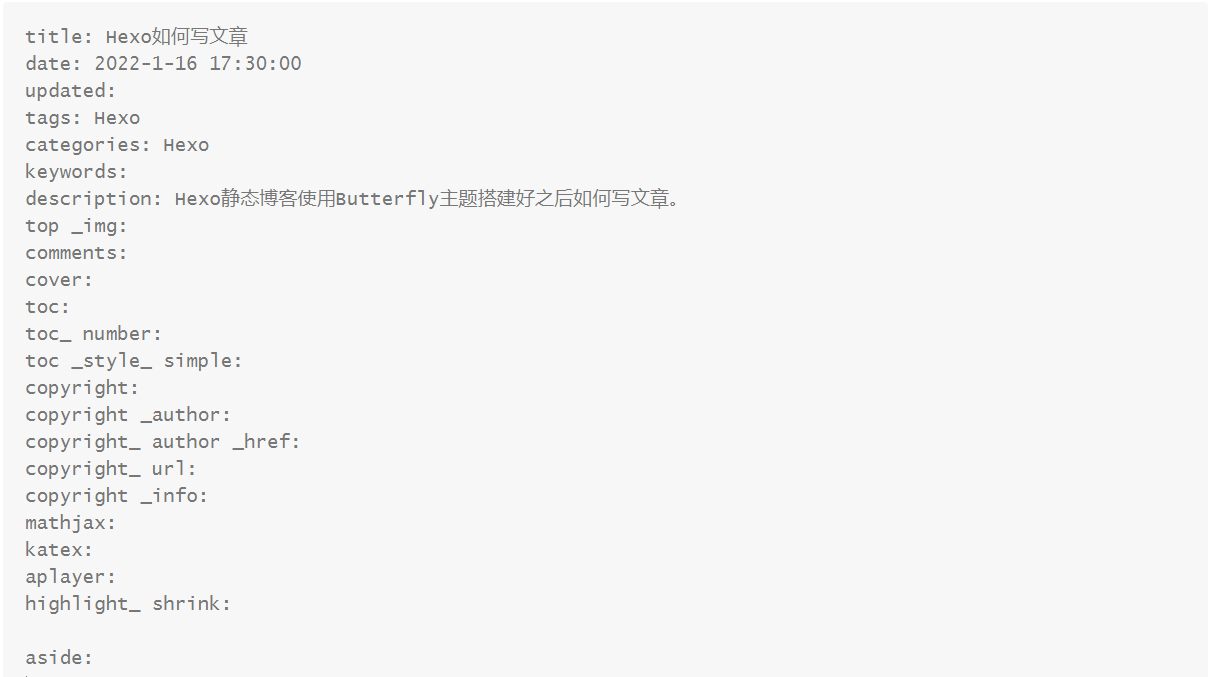 title: Hexo如何写文章
date: 2022-1-16 17:30:00
updated:
tags: Hexo
categories: Hexo
keywords:
description: Hexo静态博客使用Butterfly主题搭建好之后如何写文章。
top _img:
comments:
cover:
toc:
toc_ number:
toc _style_ simple:
copyright:
copyright _author:
copyright_ author _href:
copyright_ url:
copyright _info:
mathjax:
katex:
aplayer:
highlight_ shrink:
aside: